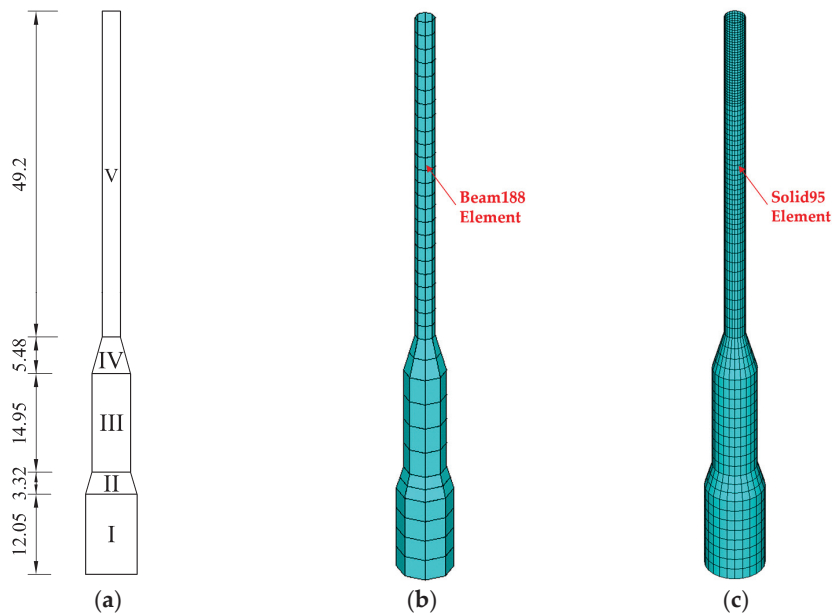 49.2
5.48
14.95
3.32
12.05
V
IV
III
II
I
Beam188
Element
Solid95
Element
(a)
(b)
(c)